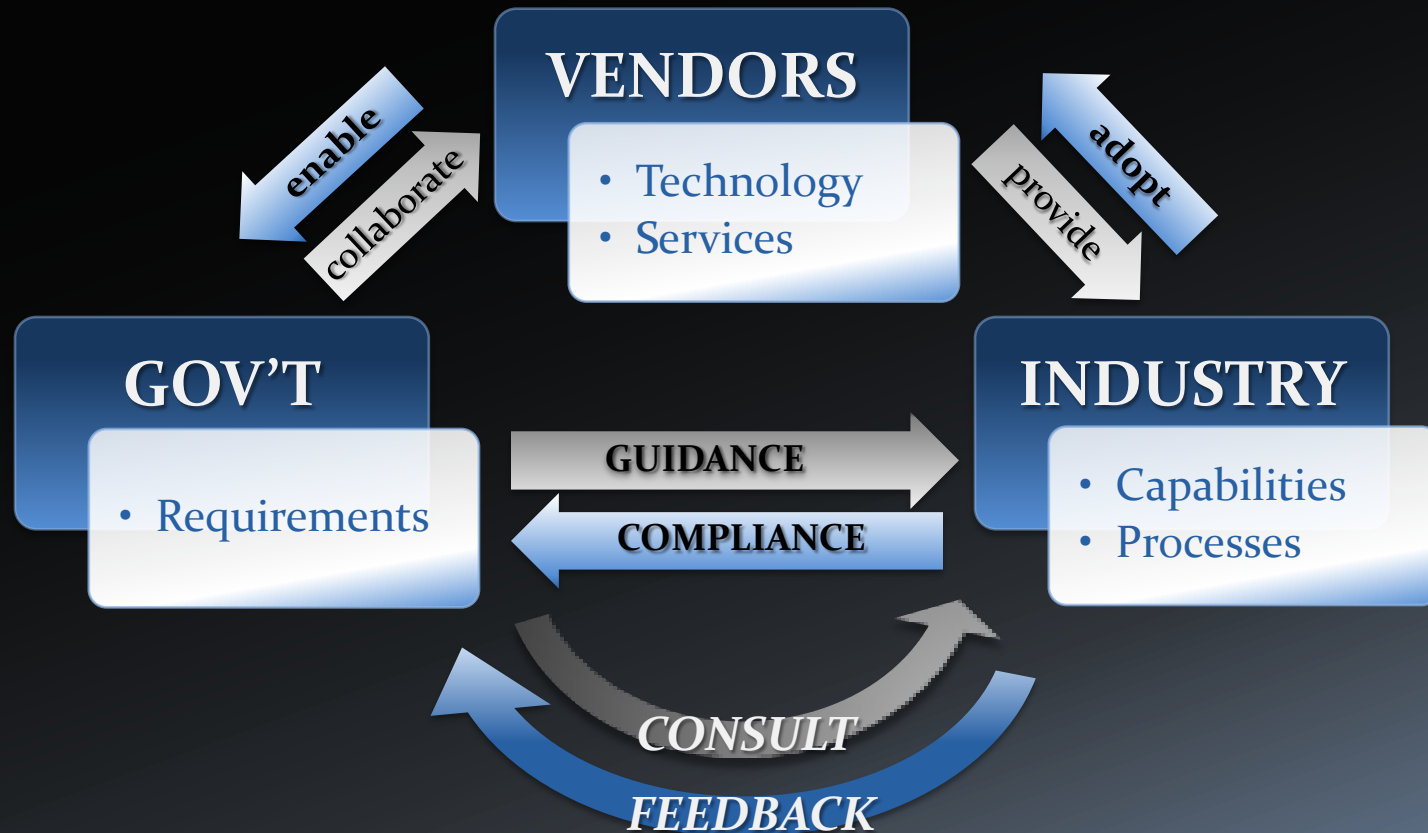 VENDORS
• Technology
• Services
enable
collaborate
adopt
provide
GOV’T
• Requirements
INDUSTRY
• Capabilities
• Processes
GUIDANCE
COMPLIANCE
CONSULT
FEEDBACK